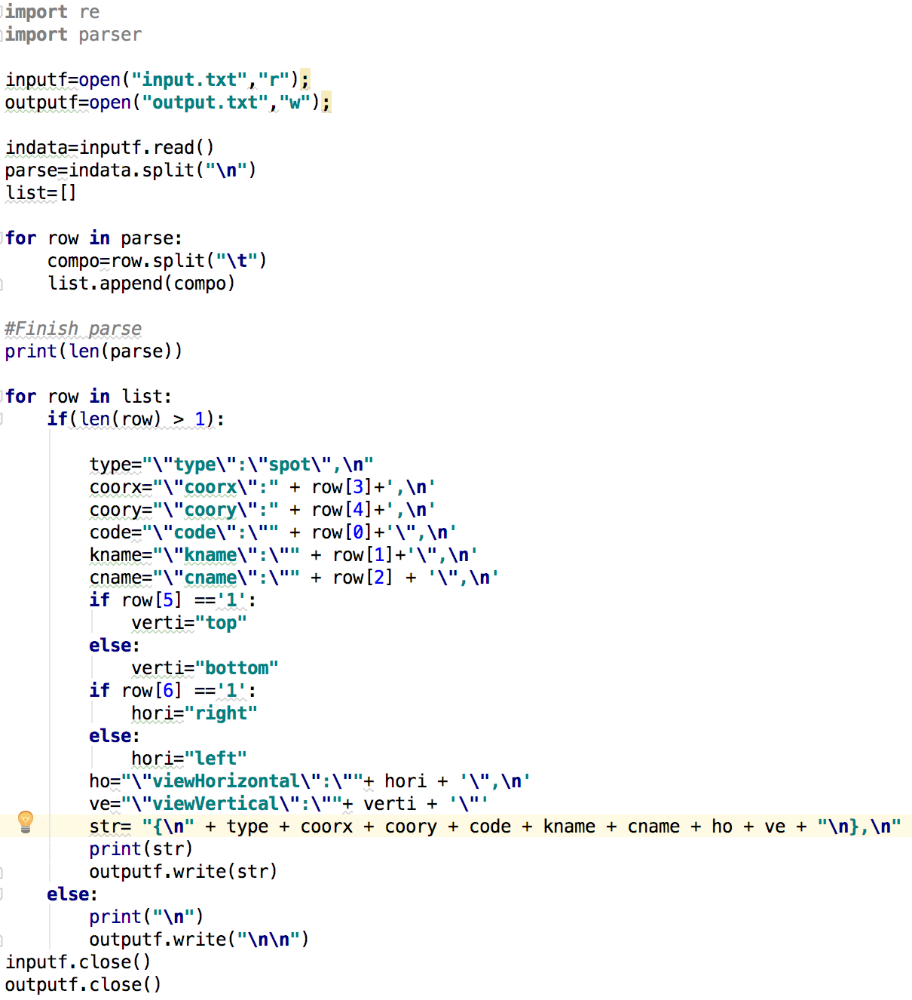 import re
import parser

inputf=open("input.txt","r");
outputf=open("output.txt","w");

indata=inputf.read()
parse=indata.split("\n")
list=[]

for row in parse:
    compo=row.split("\t")
    list.append(compo)

#Finish parse
print(len(parse))

for row in list:
    if(len(row) > 1):

        type="\"type\":\"spot\",\n"
        coorx="\"coorx\":" + row[3]+',\n'
        coory="\"coory\":" + row[4]+',\n'
        code="\"code\":\"" + row[0]+'\",\n'
        kname="\"kname\":\"" + row[1]+'\",\n'
        cname="\"cname\":\"" + row[2] + '\",\n'
        if row[5] =='1':
            verti="top"
        else:
            verti="bottom"
        if row[6] =='1':
            hori="right"
        else:
            hori="left"
        ho="\"viewHorizontal\":\""+ hori + '\",\n'
        ve="\"viewVertical\":\""+ verti + '\"'
        str= "{\n" + type + coorx + coory + code + kname + cname + ho + ve + "\n},\n"
        print(str)
        outputf.write(str)
    else:
        print("\n")
        outputf.write("\n\n")
inputf.close()
outputf.close()